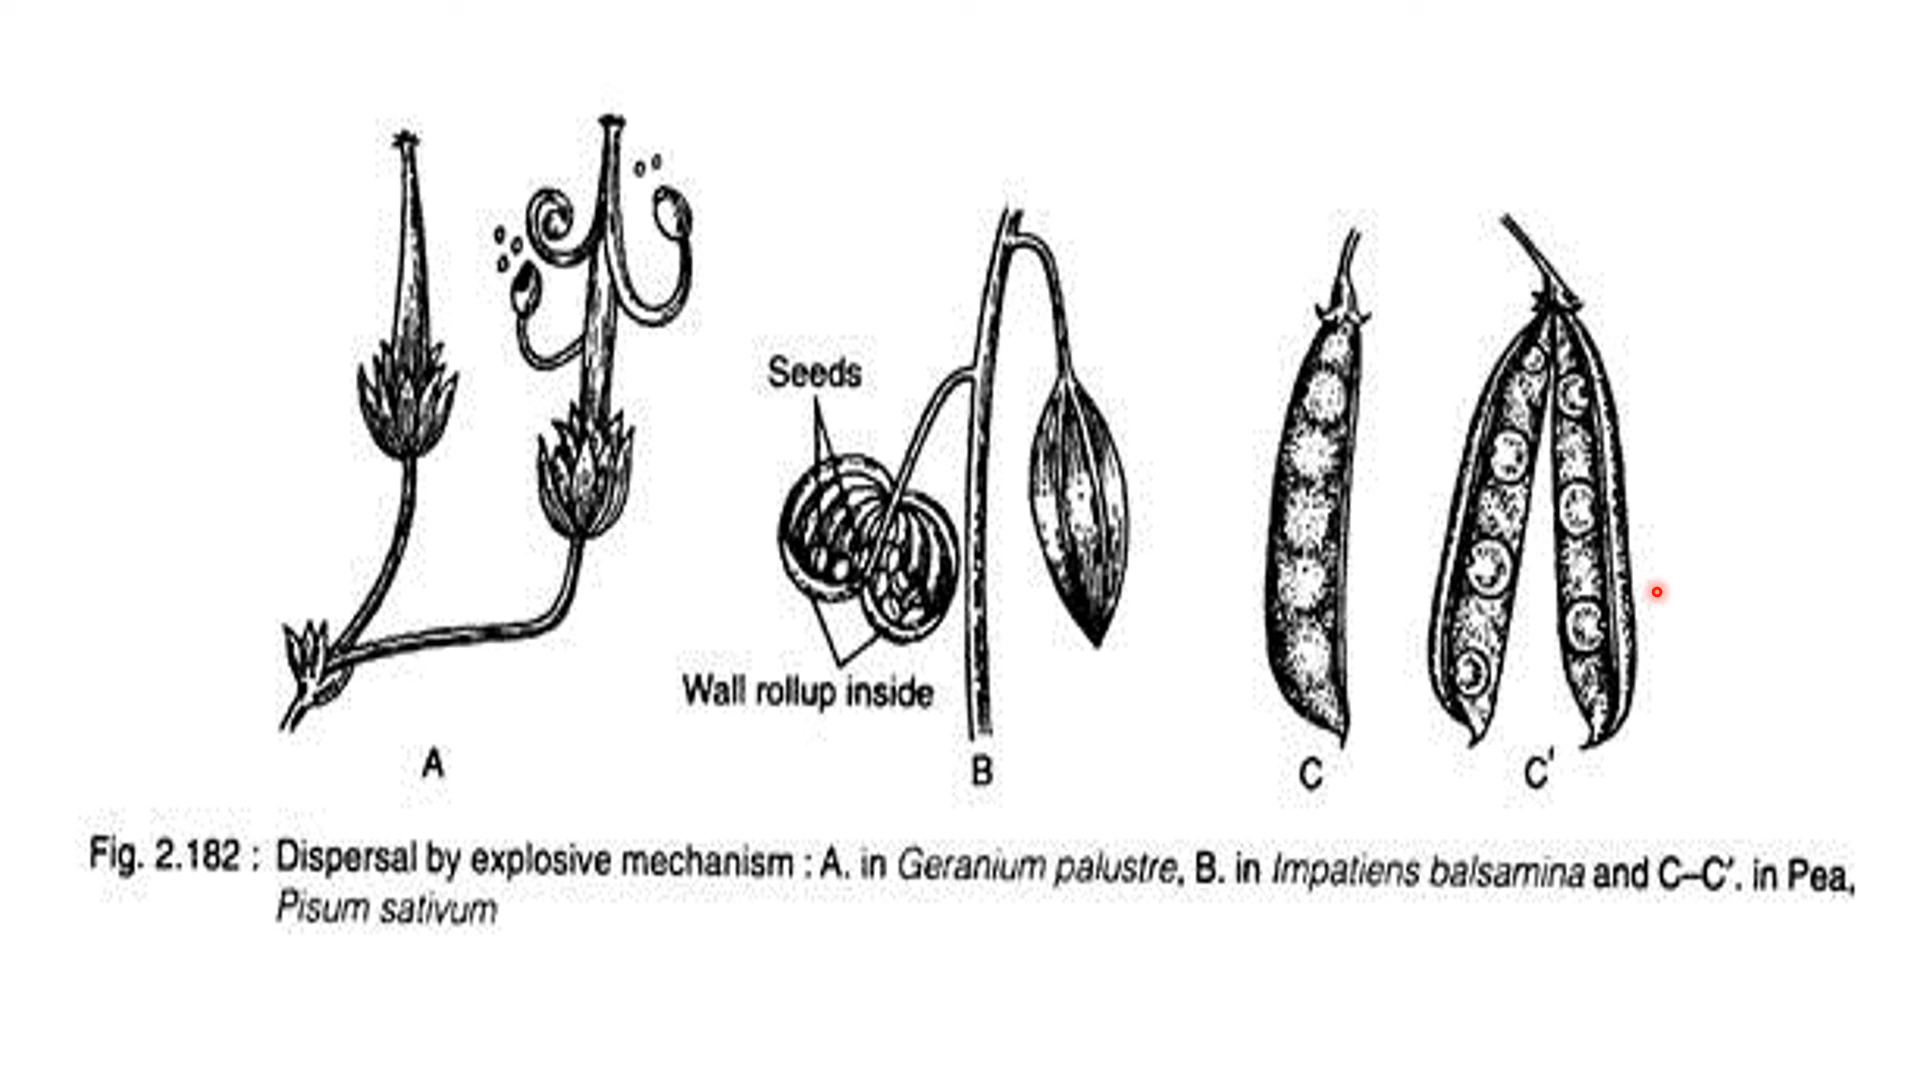 Seeds
Wall rollup inside
A
B
C
C'
Fig. 2.182 : Dispersal by explosive mechanism : A. in Geranium palustre, B. in Impatiens balsamina and C–C'. in Pea,
Pisum sativum